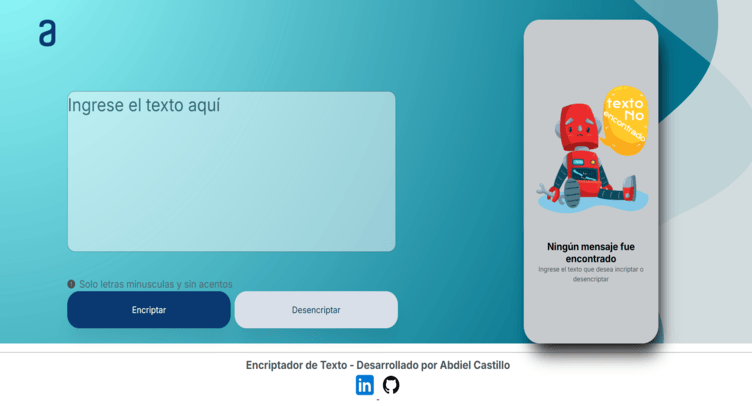 a
Ingrese el texto aquí
texto
No
encontrado
Ningún mensaje fue
encontrado
Ingrese el texto que desea incriptar o
desencriptar
Solo letras minusculas y sin acentos
Encriptar
Desencriptar
Encriptador de Texto - Desarrollado por Abdiel Castillo
in